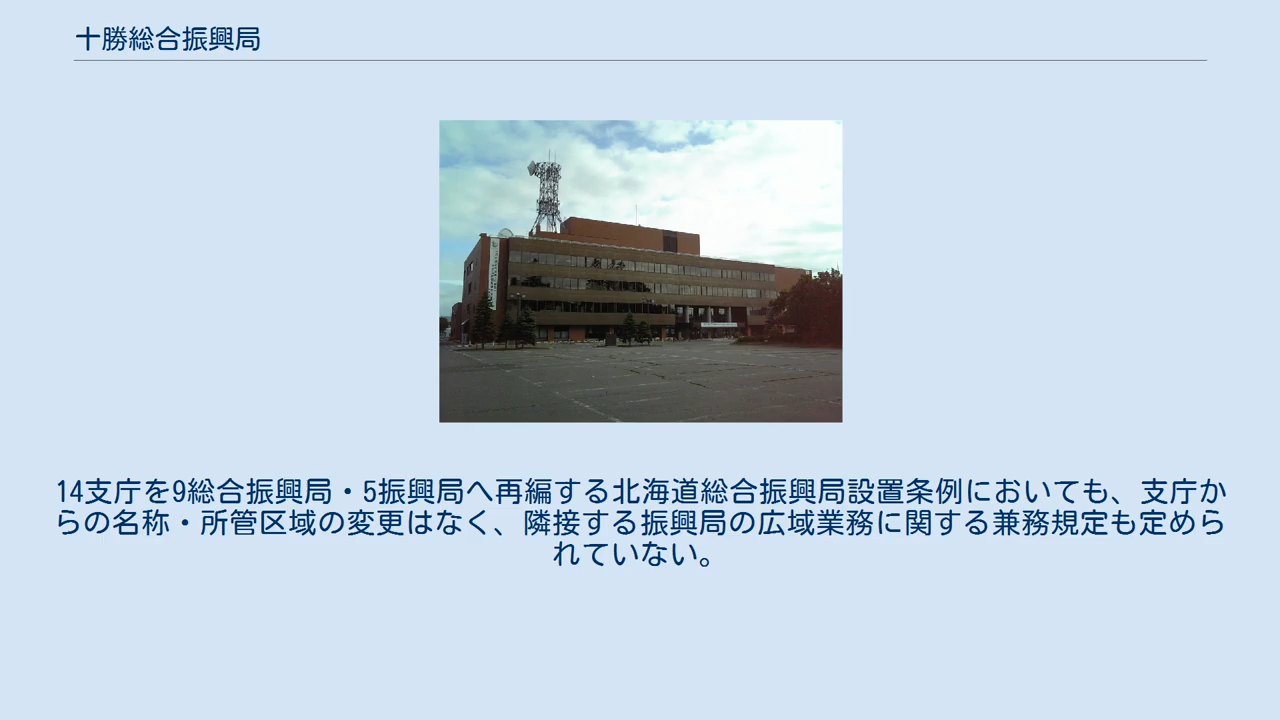 十勝総合振興局
14支庁を9総合振興局・5振興局へ再編する北海道総合振興局設置条例においても、支庁か
らの名称・所管区域の変更はなく、隣接する振興局の広域業務に関する兼務規定も定めら
れていない。